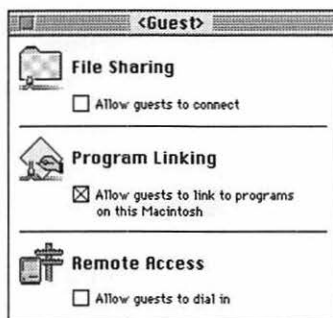 <Guest>
File Sharing
Allow guests to connect
Program Linking
Allow guests to link to programs
on this Macintosh
Remote Access
Allow guests to dial in